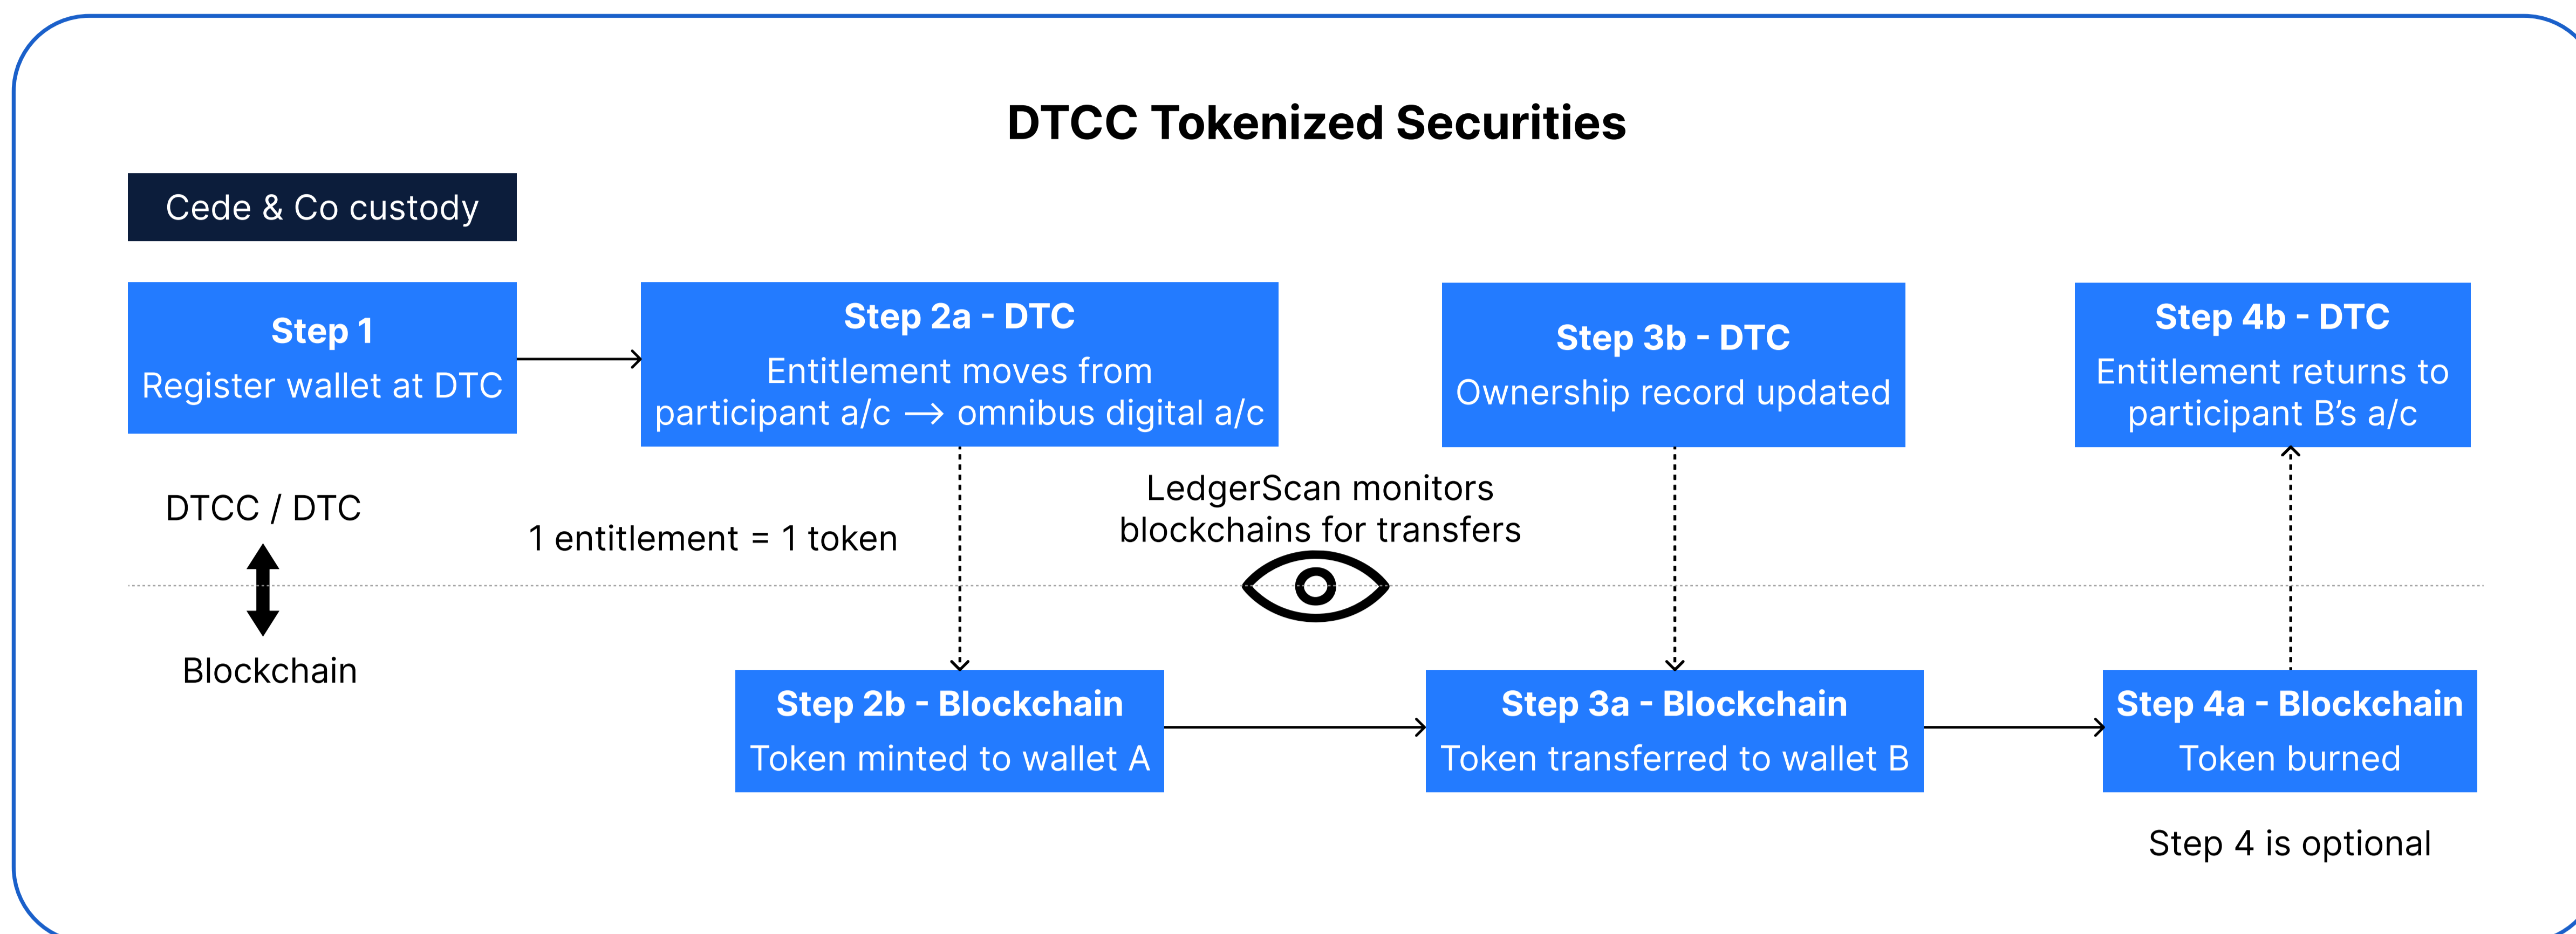 DTCC Tokenized Securities
Cede & Co custody
Step 1
Register wallet at DTC
Step 2a - DTC
Entitlement moves from
participant a/c → omnibus digital a/c
Step 3b - DTC
Ownership record updated
Step 4b - DTC
Entitlement returns to
participant B’s a/c
DTCC / DTC
1 entitlement = 1 token
LedgerScan monitors
blockchains for transfers
Blockchain
Step 2b - Blockchain
Token minted to wallet A
Step 3a - Blockchain
Token transferred to wallet B
Step 4a - Blockchain
Token burned
Step 4 is optional